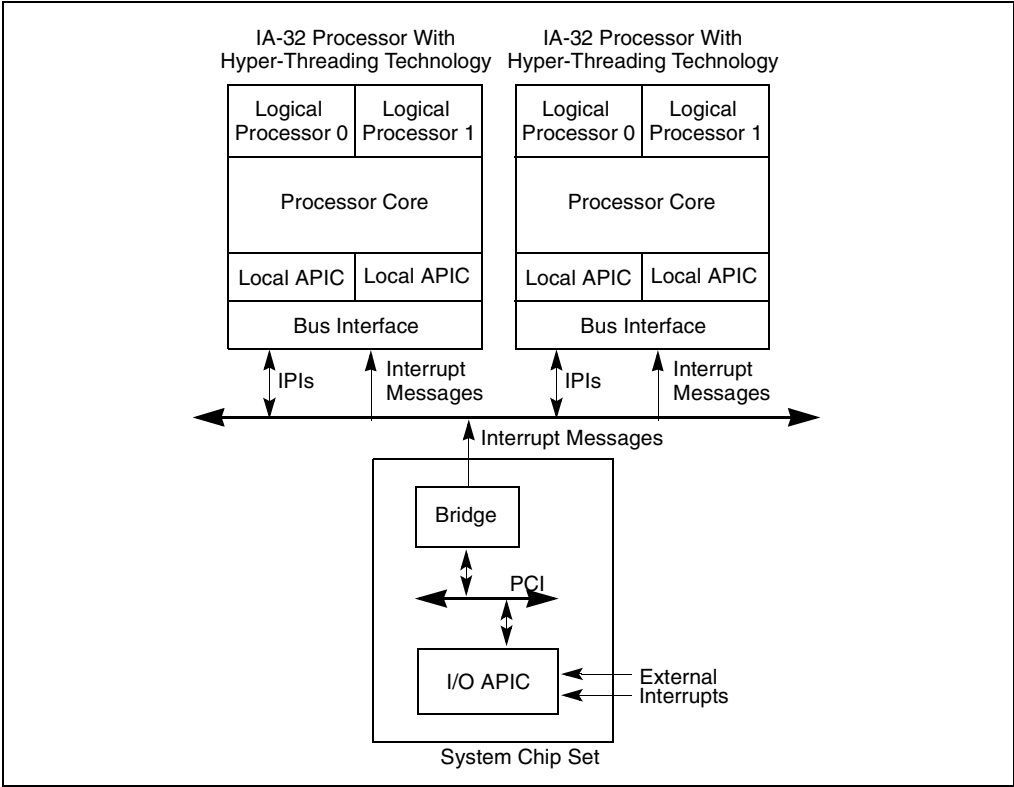 IA-32 Processor With
Hyper-Threading Technology
IA-32 Processor With
Hyper-Threading Technology
Logical
Processor 0
Logical
Processor 1
Logical
Processor 0
Logical
Processor 1
Processor Core
Processor Core
Local APIC
Local APIC
Local APIC
Local APIC
Bus Interface
Bus Interface
IPIs
Interrupt
Messages
IPIs
Interrupt
Messages
Interrupt Messages
Bridge
PCI
I/O APIC
External
Interrupts
System Chip Set